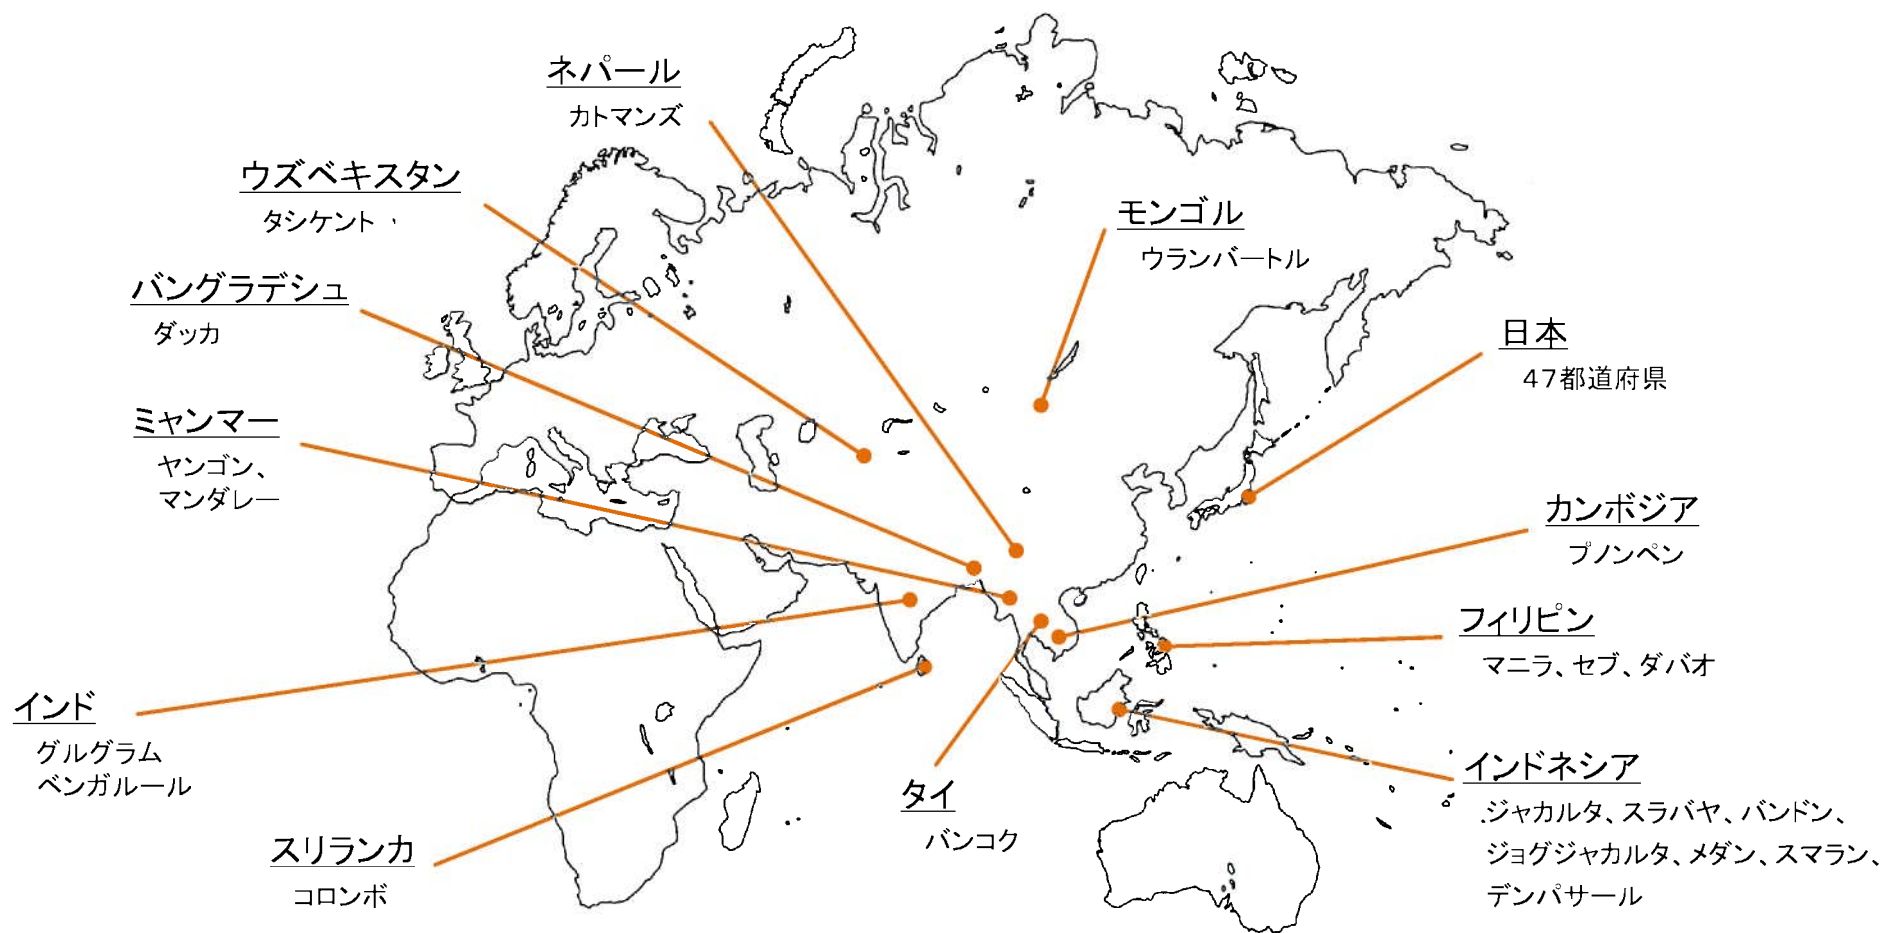 ネパール
カトマンズ
ウズベキスタン
タシケント
バングラデシュ
ダッカ
ミャンマー
ヤンゴン、
マンダレー
インド
グルグラム
ベンガルール
スリランカ
コロンボ
タイ
バンコク
モンゴル
ウランバートル
日本
47都道府県
カンボジア
プノンペン
フィリピン
マニラ、セブ、ダバオ
インドネシア
ジャカルタ、スラバヤ、バンドン、
ジョグジャカルタ、メダン、スマラン、
デンパサール